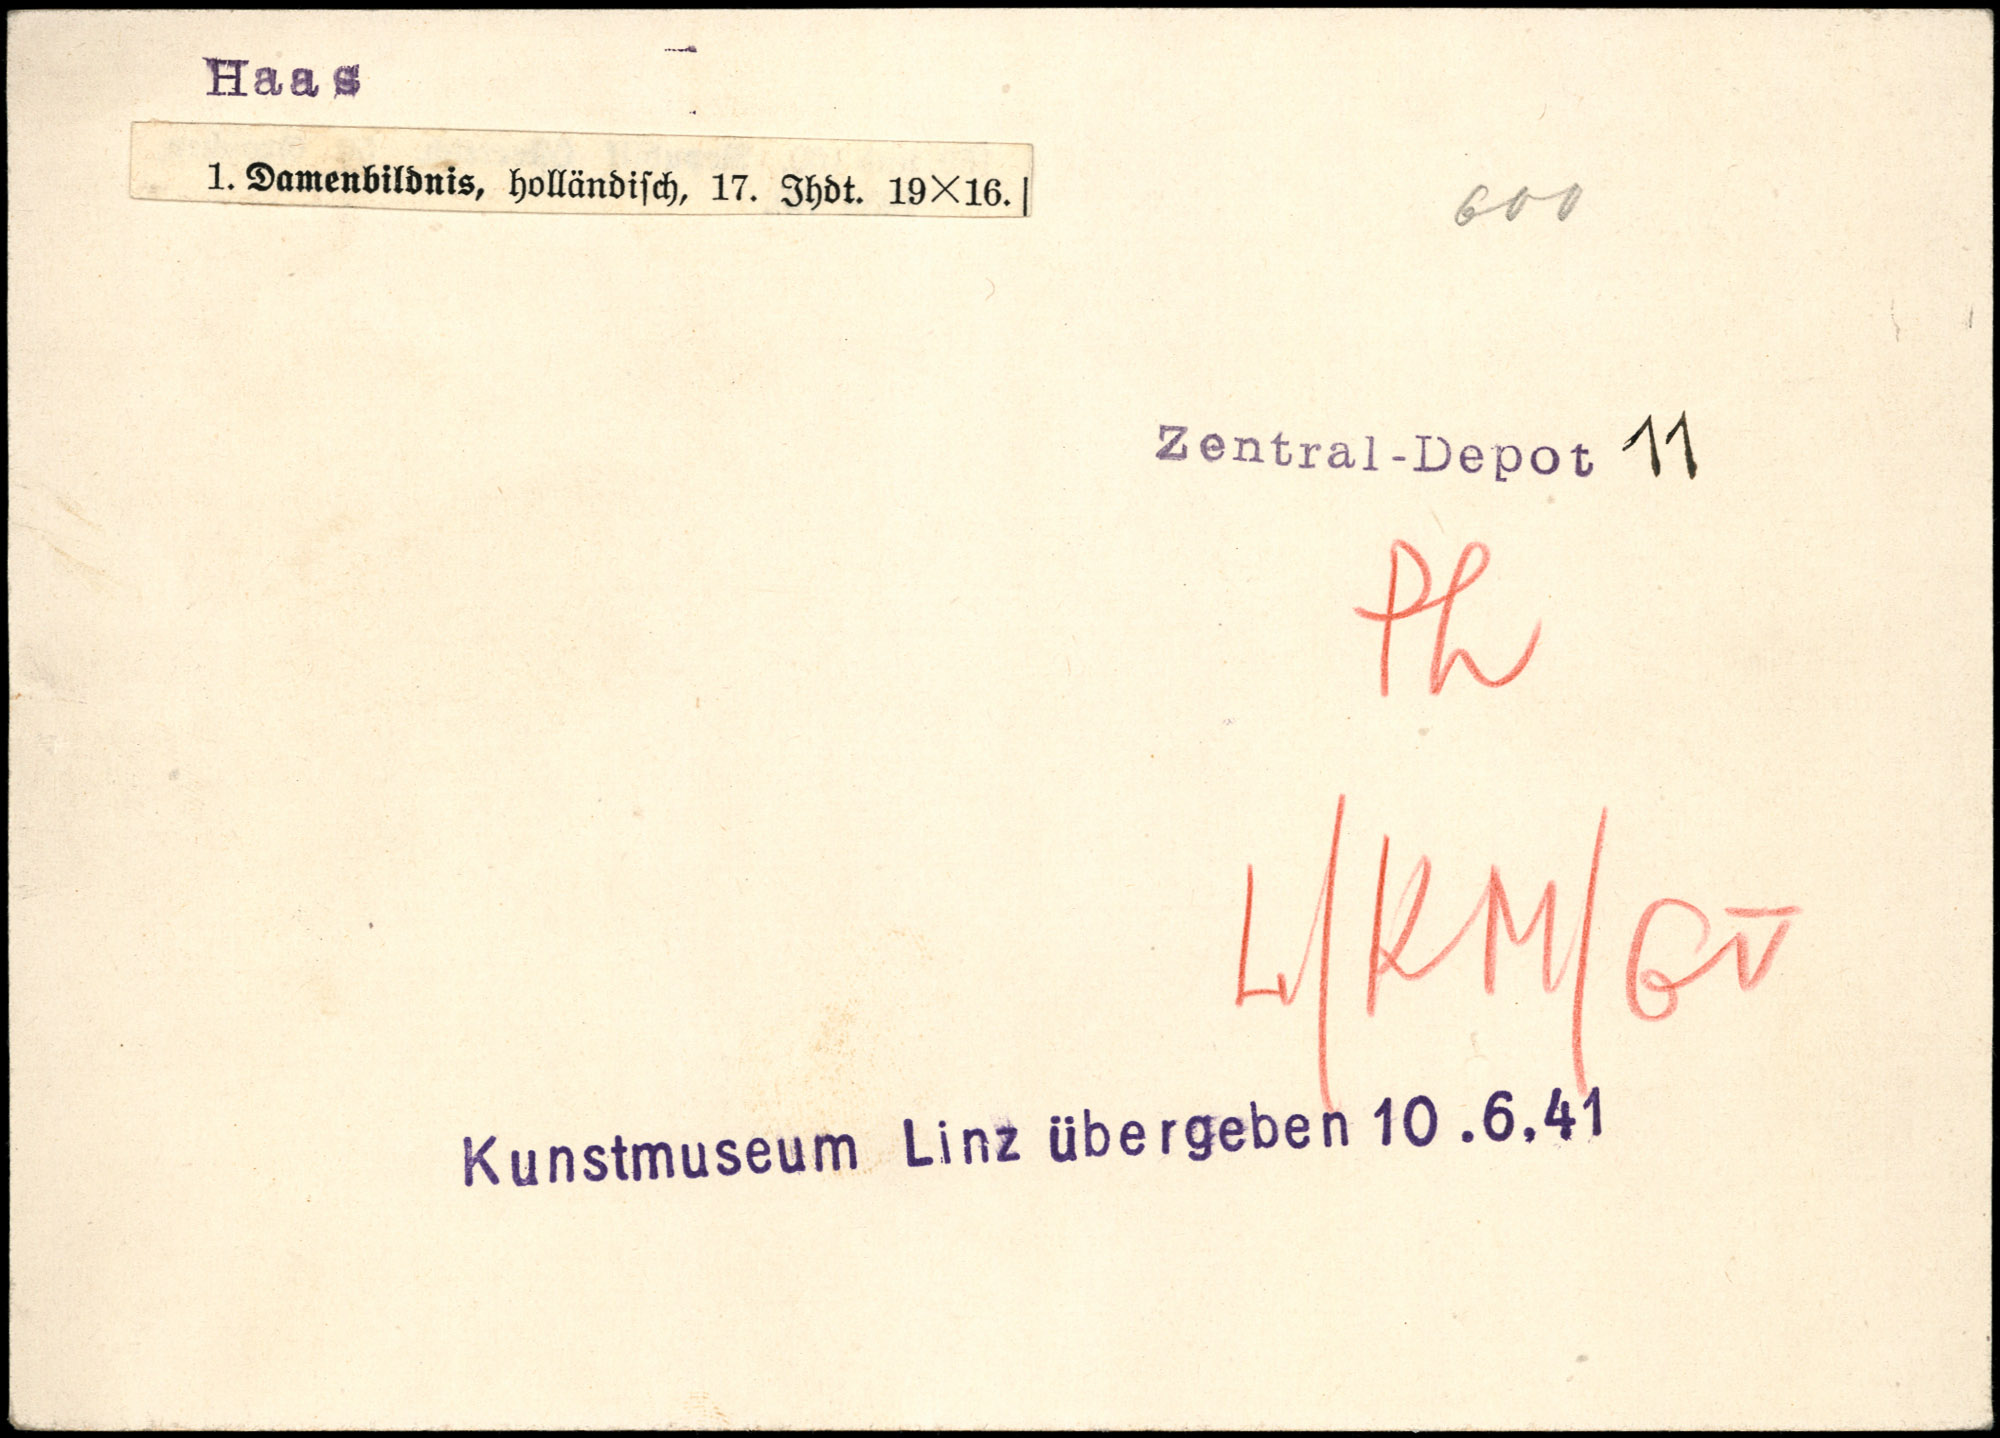 Haas
1. Damenbildnis, holländisch, 17. Jhdt. 19×16.
600
Zentral-Depot 11
Ph
L/KM/GV
Kunstmuseum Linz übergeben 10.6.41